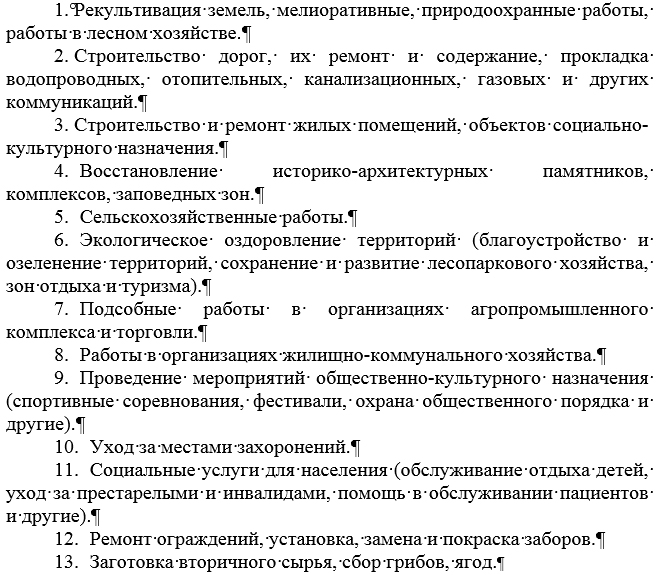 1. Рекультивация земель, мелиоративные, природоохранные работы,
работы в лесном хозяйстве.¶
2. Строительство дорог, их ремонт и содержание, прокладка
водопроводных, отопительных, канализационных, газовых и других
коммуникаций.¶
3. Строительство и ремонт жилых помещений, объектов социально-
культурного назначения.¶
4. Восстановление историко-архитектурных памятников,
комплексов, заповедных зон.¶
5. Сельскохозяйственные работы.¶
6. Экологическое оздоровление территорий (благоустройство и
озеленение территорий, сохранение и развитие лесопаркового хозяйства,
зон отдыха и туризма).¶
7. Подсобные работы в организациях агропромышленного
комплекса и торговли.¶
8. Работы в организациях жилищно-коммунального хозяйства.¶
9. Проведение мероприятий общественно-культурного назначения
(спортивные соревнования, фестивали, охрана общественного порядка и
другие).¶
10. Уход за местами захоронений.¶
11. Социальные услуги для населения (обслуживание отдыха детей,
уход за престарелыми и инвалидами, помощь в обслуживании пациентов
и другие).¶
12. Ремонт ограждений, установка, замена и покраска заборов.¶
13. Заготовка вторичного сырья, сбор грибов, ягод.¶